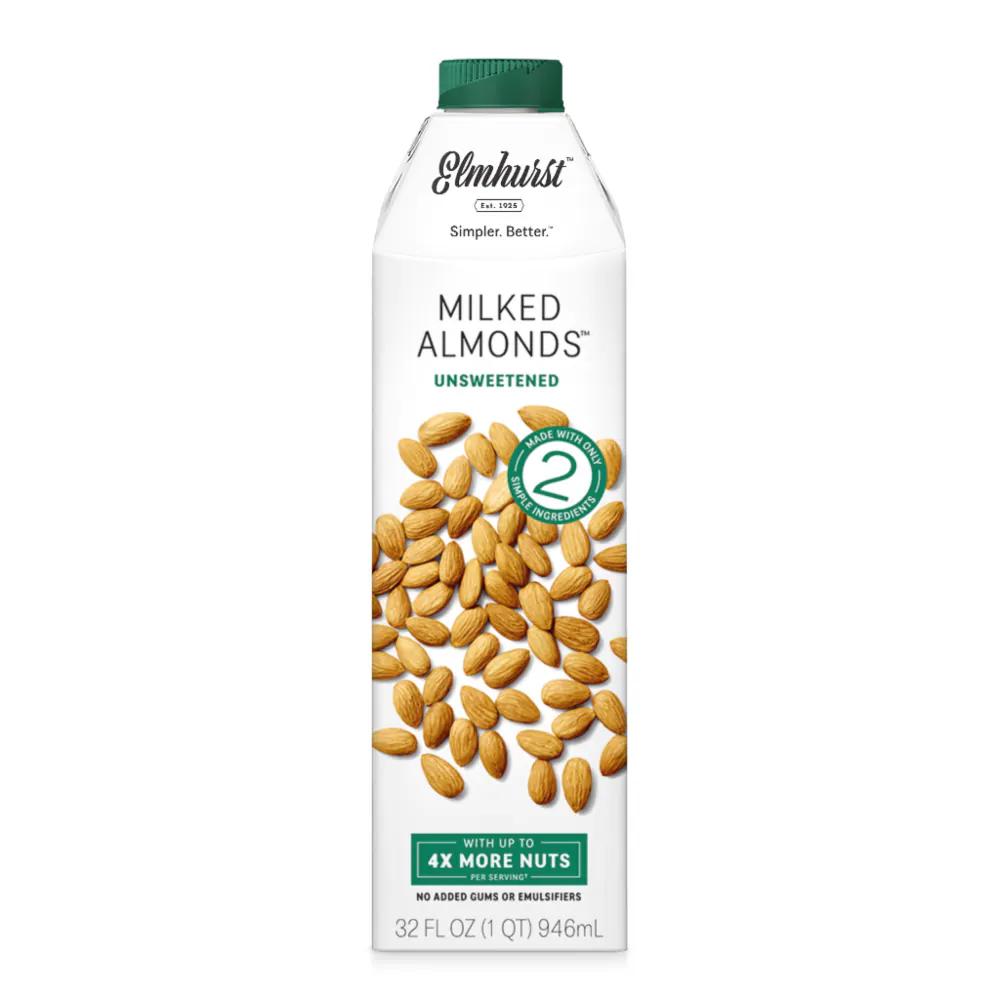 Elmhurst™
Est. 1925
Simpler. Better.™
MILKED
ALMONDS™
UNSWEETENED
MADE WITH ONLY
2
SIMPLE INGREDIENTS
WITH UP TO
4X MORE NUTS
PER SERVING†
NO ADDED GUMS OR EMULSIFIERS
32 FL OZ (1 QT) 946mL